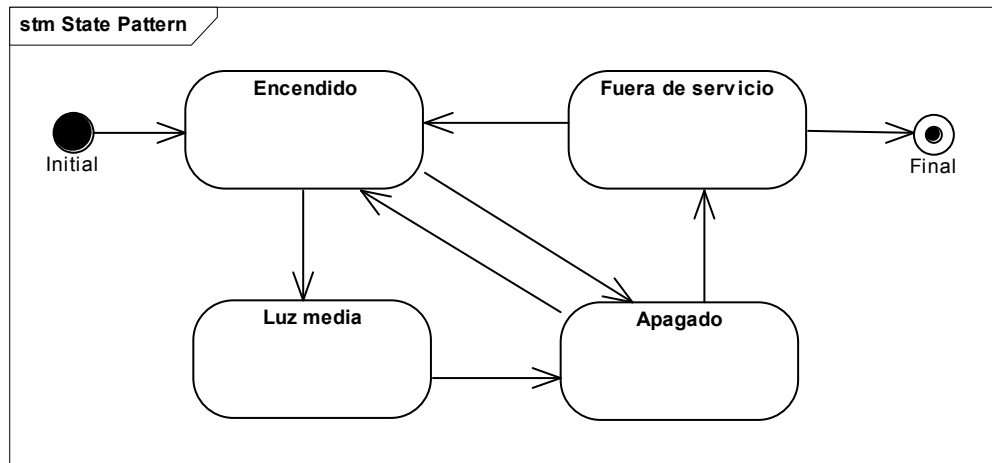 stm State Pattern
Encendido
Fuera de servicio
Initial
Final
Luz media
Apagado